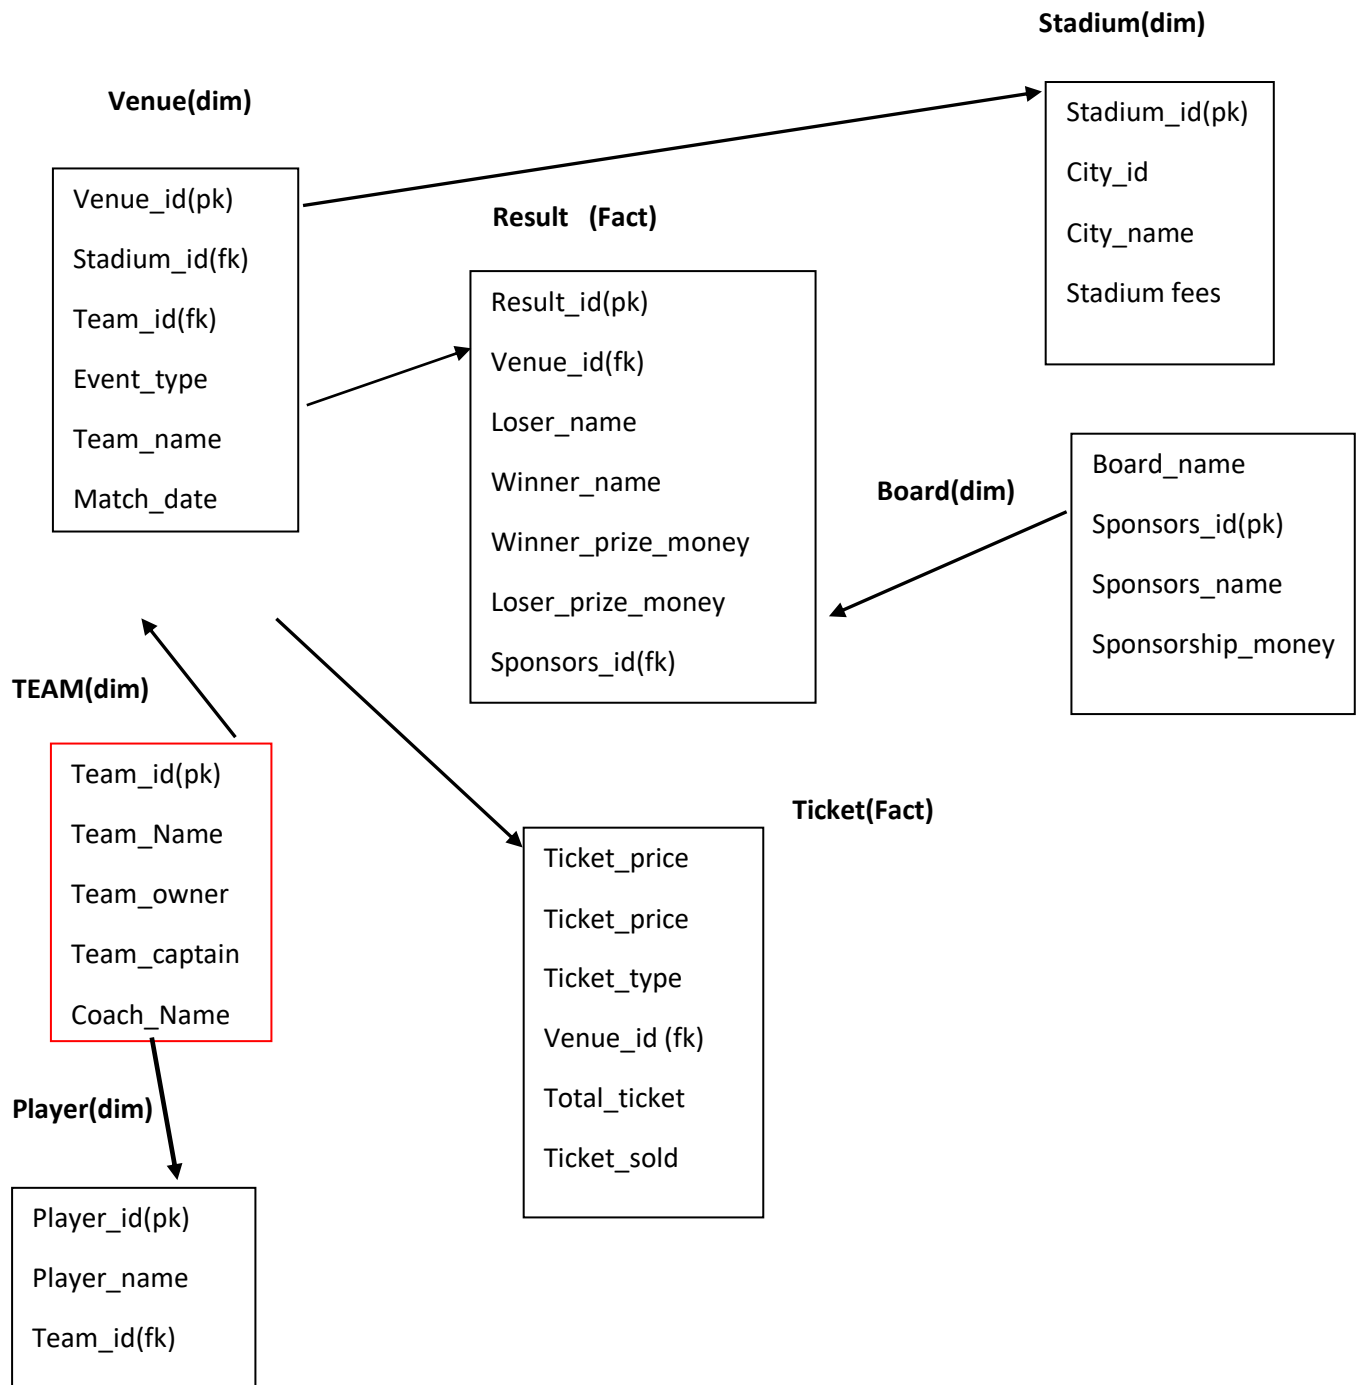 Stadium(dim)
Stadium_id(pk)
City_id
City_name
Stadium fees
Venue(dim)
Venue_id(pk)
Stadium_id(fk)
Team_id(fk)
Event_type
Team_name
Match_date
Result (Fact)
Result_id(pk)
Venue_id(fk)
Loser_name
Winner_name
Winner_prize_money
Loser_prize_money
Sponsors_id(fk)
Board(dim)
Board_name
Sponsors_id(pk)
Sponsors_name
Sponsorship_money
TEAM(dim)
Team_id(pk)
Team_Name
Team_owner
Team_captain
Coach_Name
Ticket(Fact)
Ticket_price
Ticket_price
Ticket_type
Venue_id (fk)
Total_ticket
Ticket_sold
Player(dim)
Player_id(pk)
Player_name
Team_id(fk)